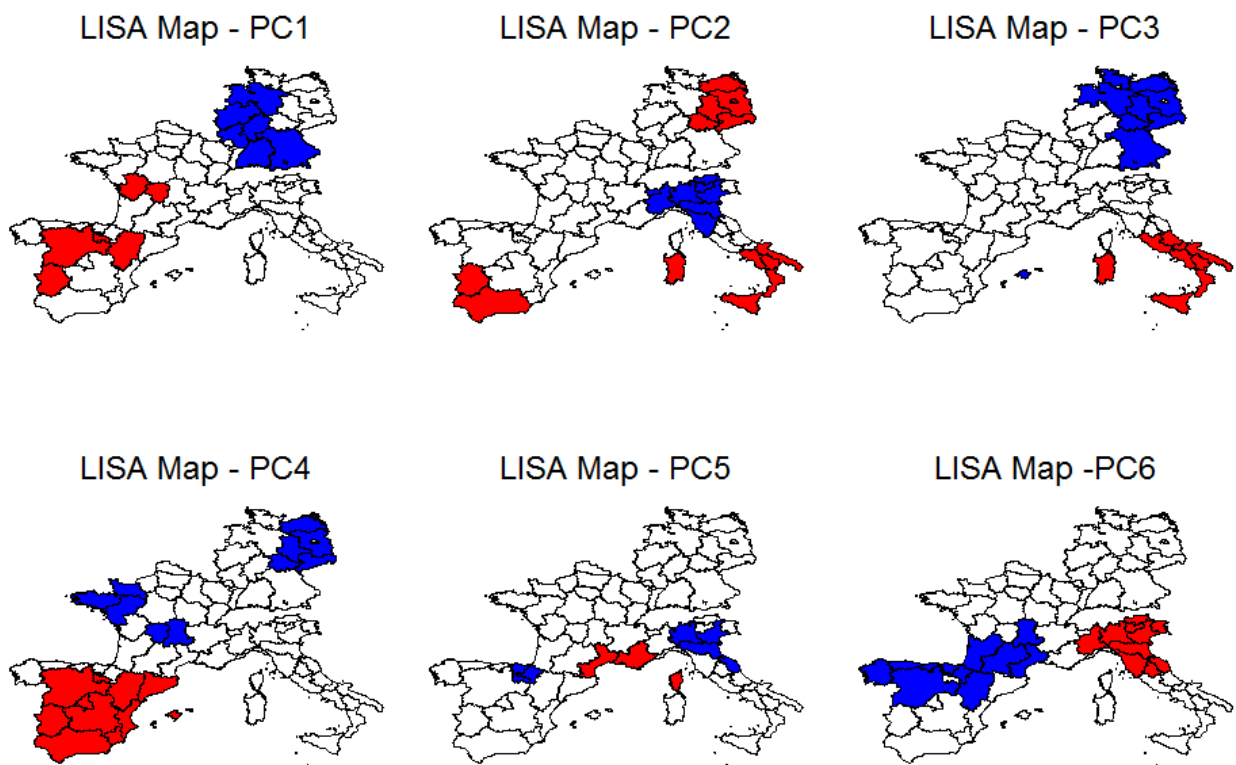 LISA Map - PC1
LISA Map - PC2
LISA Map - PC3
LISA Map - PC4
LISA Map - PC5
LISA Map -PC6